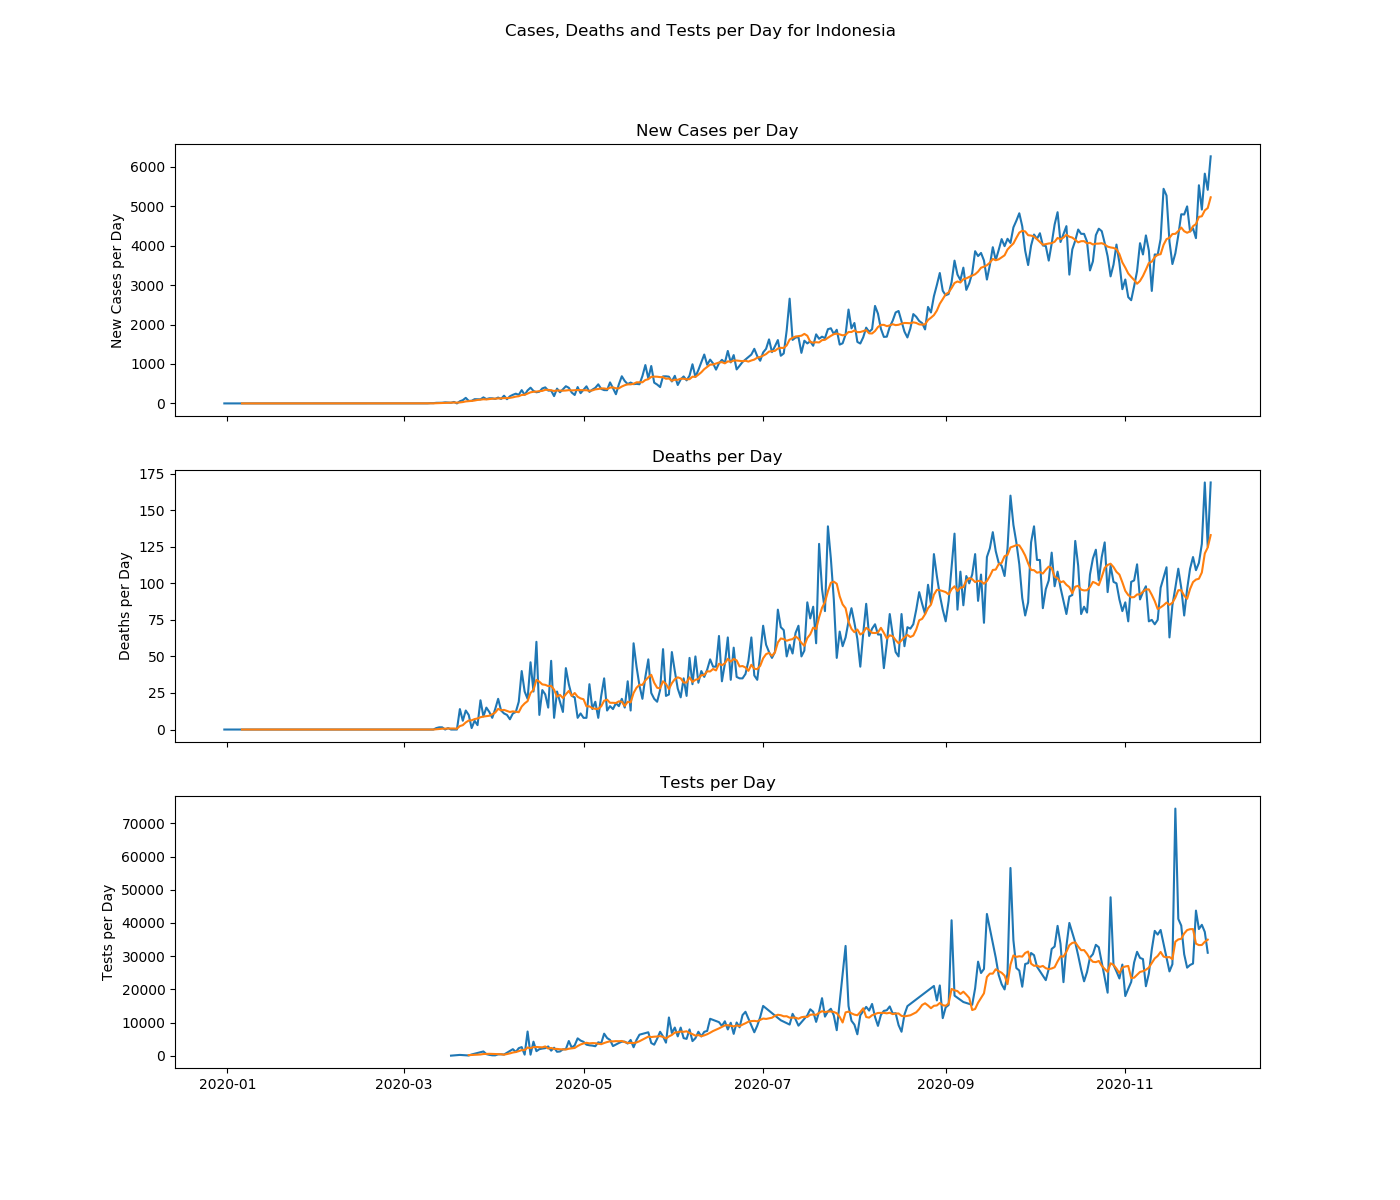 Cases, Deaths and Tests per Day for Indonesia
New Cases per Day
New Cases per Day
6000
5000
4000
3000
2000
1000
0
Deaths per Day
Deaths per Day
175
150
125
100
75
50
25
0
Tests per Day
Tests per Day
70000
60000
50000
40000
30000
20000
10000
0
2020-01 2020-03 2020-05 2020-07 2020-09 2020-11